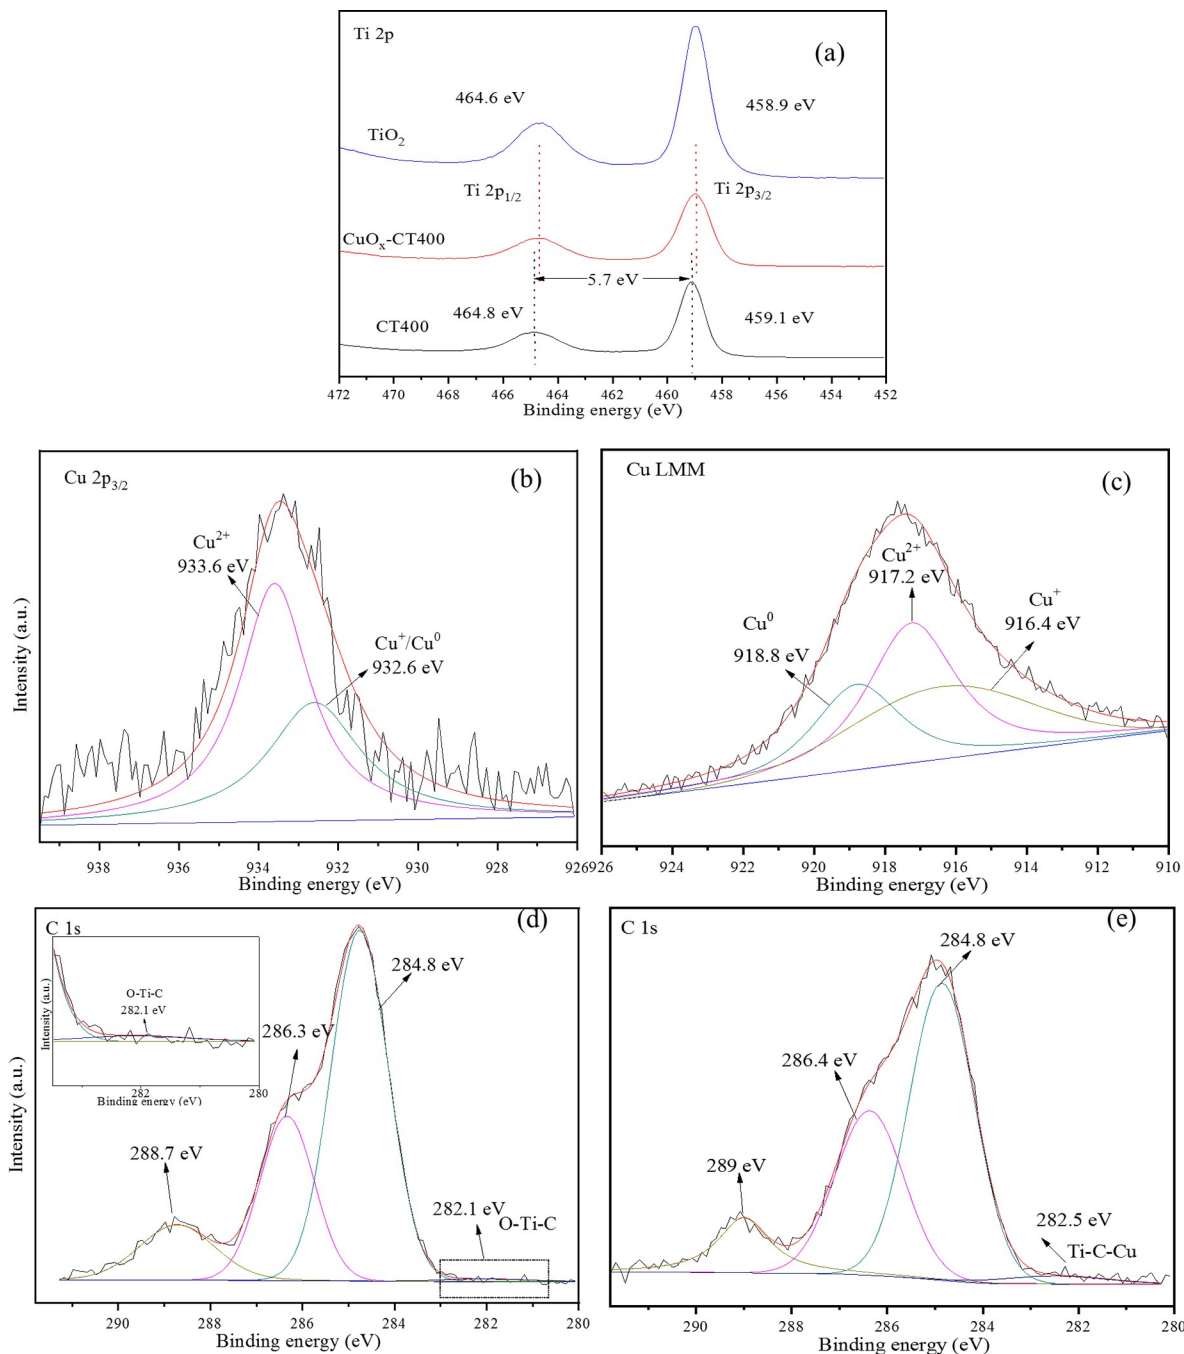 Ti 2p
(a)
464.6 eV
458.9 eV
TiO2
Ti 2p1/2
Ti 2p3/2
CuOx-CT400
5.7 eV
464.8 eV
459.1 eV
CT400
472 470 468 466 464 462 460 458 456 454 452
Binding energy (eV)
Cu 2p3/2
(b)
Cu2+
933.6 eV
Cu+/Cu0
932.6 eV
Intensity (a.u.)
938 936 934 932 930 928 926
Binding energy (eV)
Cu LMM
(c)
Cu2+
917.2 eV
Cu+
916.4 eV
Cu0
918.8 eV
926 924 922 920 918 916 914 912 910
Binding energy (eV)
C 1s
(d)
284.8 eV
O-Ti-C
282.1 eV
Intensity (a.u.)
282 280
Binding energy (eV)
286.3 eV
288.7 eV
282.1 eV
O-Ti-C
Intensity (a.u.)
290 288 286 284 282 280
Binding energy (eV)
C 1s
(e)
284.8 eV
286.4 eV
289 eV
282.5 eV
Ti-C-Cu
290 288 286 284 282 280
Binding energy (eV)